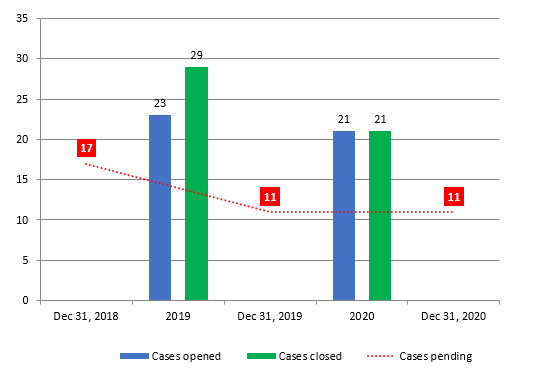 35
30
25
20
15
10
5
0
23
29
21
21
17
11
11
Dec 31, 2018
2019
Dec 31, 2019
2020
Dec 31, 2020
Cases opened
Cases closed
Cases pending